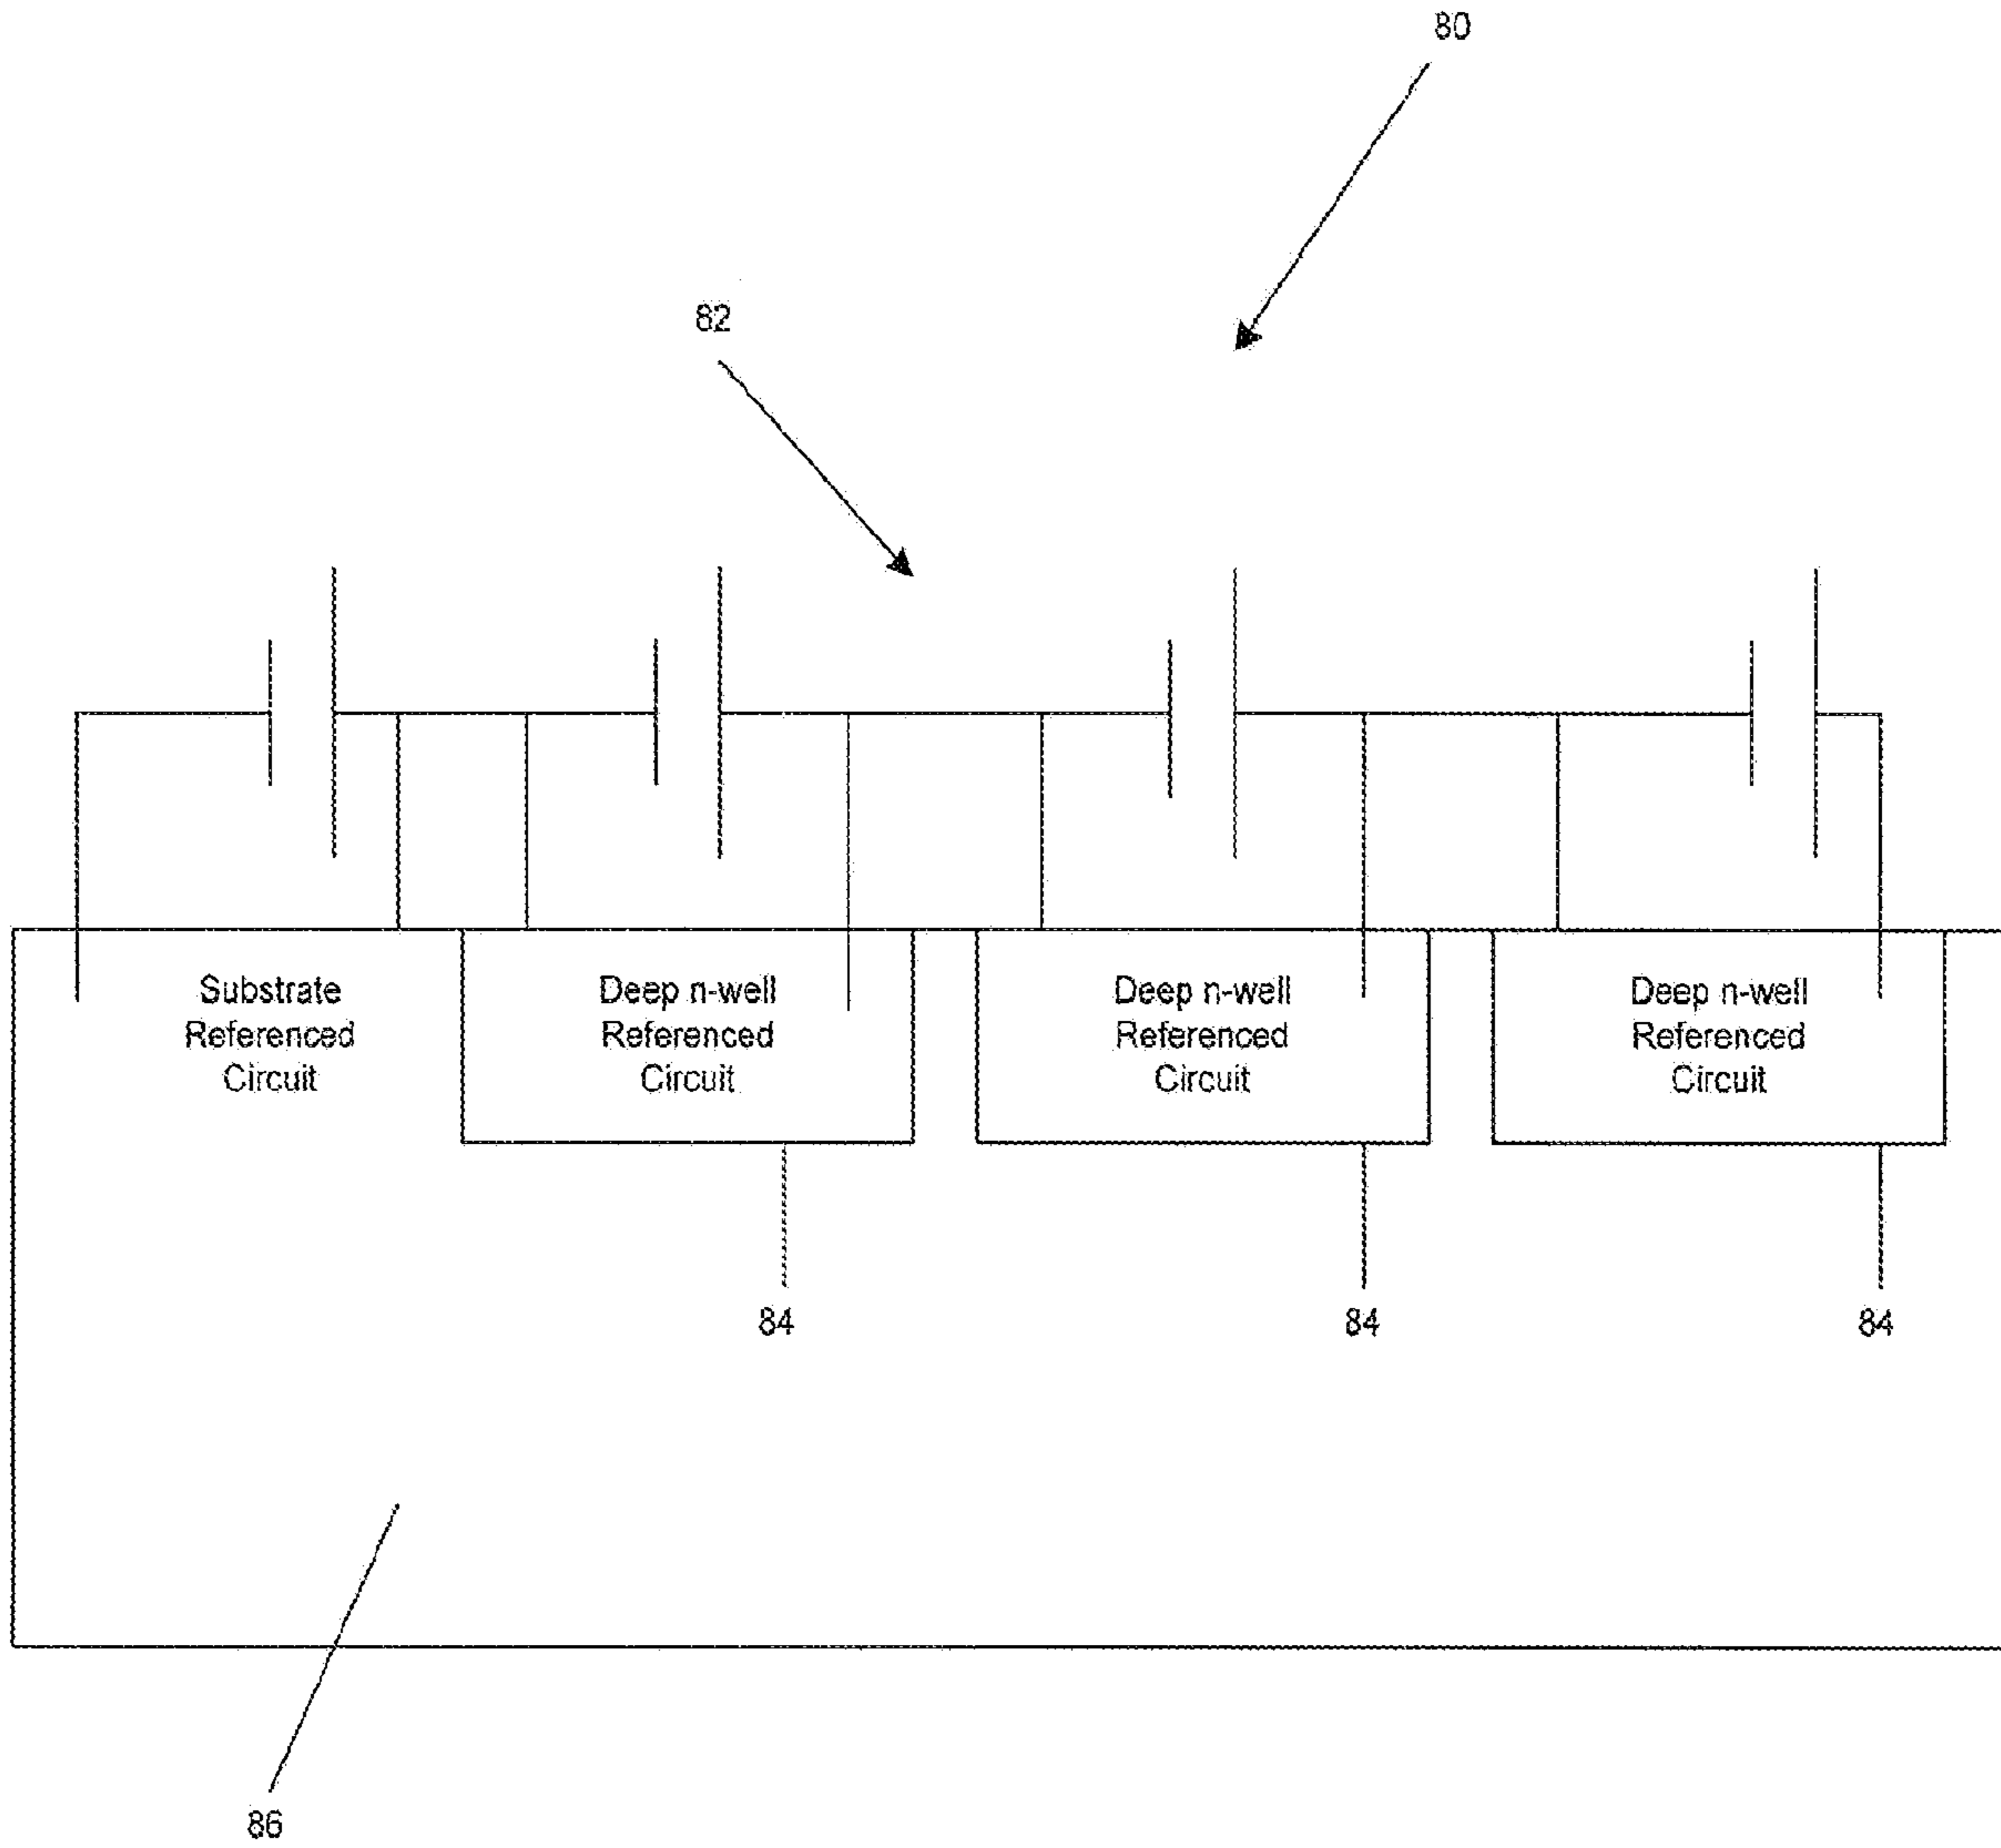 80
82
Substrate
Referenced
Circuit
Deep n-well
Referenced
Circuit
Deep n-well
Referenced
Circuit
Deep n-well
Referenced
Circuit
84
84
84
86